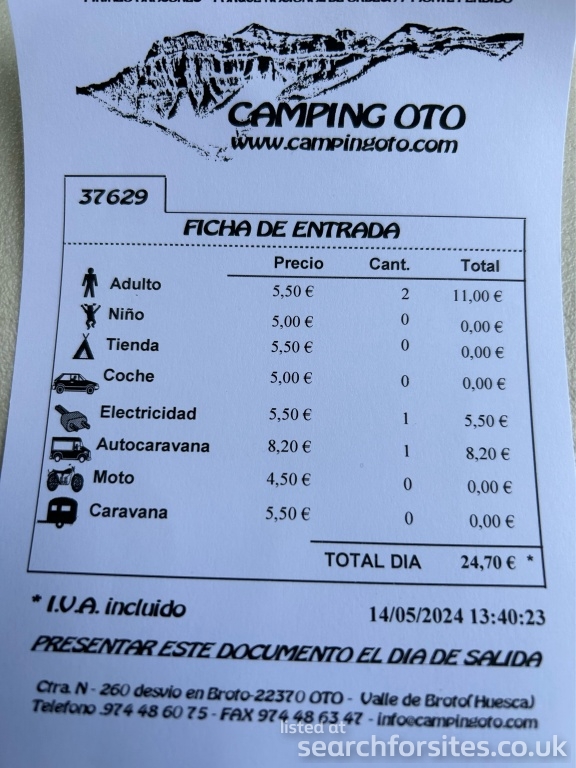 CAMPING OTO
www.campingoto.com
37629
FICHA DE ENTRADA
Precio Cant. Total
Adulto 5,50 € 2 11,00 €
Niño 5,00 € 0 0,00 €
Tienda 5,50 € 0 0,00 €
Coche 5,00 € 0 0,00 €
Electricidad 5,50 € 1 5,50 €
Autocaravana 8,20 € 1 8,20 €
Moto 4,50 € 0 0,00 €
Caravana 5,50 € 0 0,00 €
TOTAL DIA 24,70 € *
* I.V.A. incluido 14/05/2024 13:40:23
PRESENTAR ESTE DOCUMENTO EL DIA DE SALIDA
Ctra. N - 260 desvio en Broto-22370 OTO - Valle de Broto(Huesca)
Telefono .974 48 60 75 - FAX 974 48 63 47 - info@campingoto.com
listed at
searchforsites.co.uk